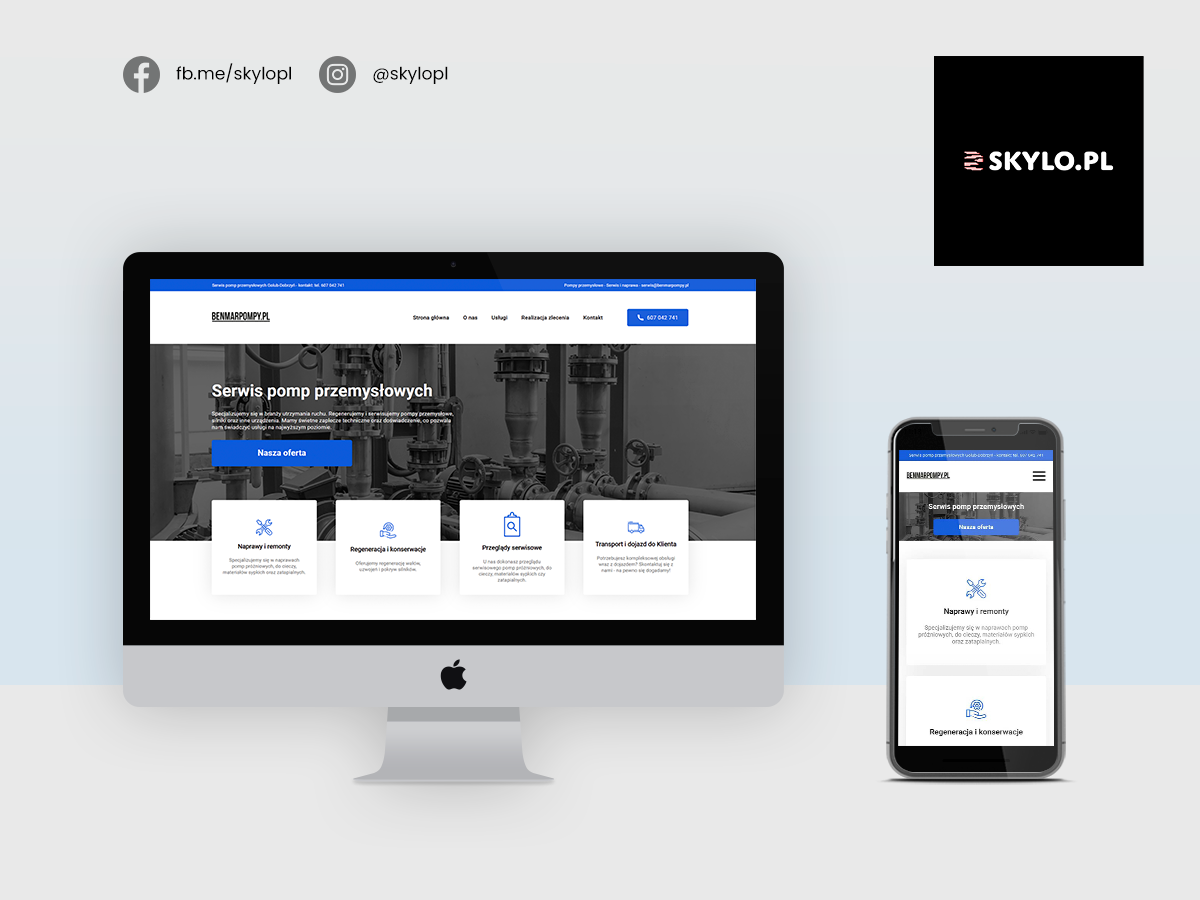 fb.me/skylopl
@skylopl
SKYLO.PL
Serwis pomp przemysłowych Golub-Dobrzyń - kontakt: tel. 607 042 741
Pompy przemysłowe - Serwis i naprawa - serwis@benmarpompy.pl
BENMARPOMPY.PL
Strona główna
O nas
Usługi
Realizacja zlecenia
Kontakt
607 042 741
Serwis pomp przemysłowych
Specjalizujemy się w branży utrzymania ruchu. Regenerujemy i serwisujemy pompy przemysłowe,
silniki oraz inne urządzenia. Mamy świetne zaplecze techniczne oraz doświadczenie, co pozwala
nam świadczyć usługi na najwyższym poziomie.
Nasza oferta
Naprawy i remonty
Specjalizujemy się w naprawach
pomp próżniowych, do cieczy,
materiałów sypkich oraz zatapialnych.
Regeneracja i konserwacje
Oferujemy regenerację wałów,
uzwojeń i pokryw silników.
Przeglądy serwisowe
U nas dokonasz przeglądu
serwisowego pomp próżniowych, do
cieczy, materiałów sypkich czy
zatapialnych.
Transport i dojazd do Klienta
Potrzebujesz kompleksowej obsługi
wraz z dojazdem? Skontaktuj się z
nami - na pewno się dogadamy!
Serwis pomp przemysłowych Golub-Dobrzyń - kontakt: tel. 607 042 741
BENMARPOMPY.PL
Serwis pomp przemysłowych
Nasza oferta
Naprawy i remonty
Specjalizujemy się w naprawach pomp
próżniowych, do cieczy, materiałów sypkich
oraz zatapialnych.
Regeneracja i konserwacje